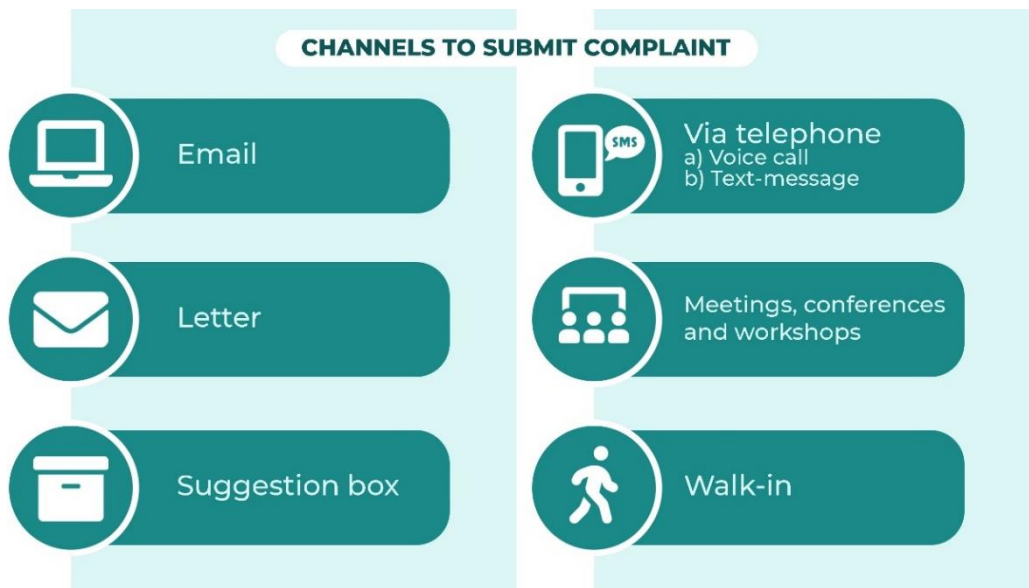 CHANNELS TO SUBMIT COMPLAINT
Email
Letter
Suggestion box
SMS
Via telephone
a) Voice call
b) Text-message
Meetings, conferences
and workshops
Walk-in